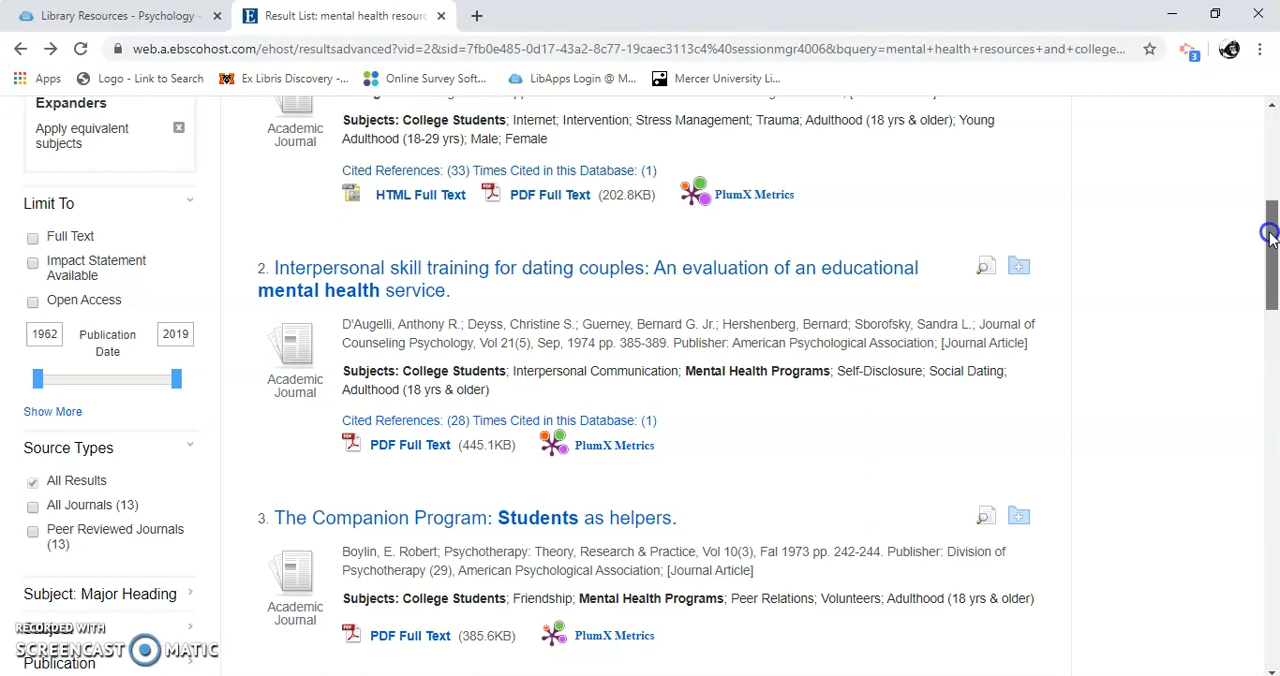 Library Resources - Psychology -
Result List: mental health resour
web.a.ebscohost.com/ehost/resultsadvanced?vid=2&sid=7fb0e485-0d17-43a2-8c77-19caec3113c4%40sessionmgr4006&bquery=mental+health+resources+and+college...
3
Apps
Logo - Link to Search
Ex Libris Discovery -...
Online Survey Soft...
LibApps Login @ M...
Mercer University Li...
Expanders
Apply equivalent
subjects
Limit To
Full Text
Impact Statement
Available
Open Access
1962
Publication
Date
2019
Show More
Source Types
All Results
All Journals (13)
Peer Reviewed Journals
(13)
Subject: Major Heading
Publication
RECORDED WITH
SCREENCAST MATIC
Academic
Journal
Subjects: College Students; Internet; Intervention; Stress Management; Trauma; Adulthood (18 yrs & older); Young
Adulthood (18-29 yrs); Male; Female
Cited References: (33) Times Cited in this Database: (1)
HTML Full Text
PDF Full Text (202.8KB)
PlumX Metrics
2. Interpersonal skill training for dating couples: An evaluation of an educational
mental health service.
Academic
Journal
D'Augelli, Anthony R.; Deyss, Christine S.; Guerney, Bernard G. Jr.; Hershenberg, Bernard; Sborofsky, Sandra L.; Journal of
Counseling Psychology, Vol 21(5), Sep, 1974 pp. 385-389. Publisher: American Psychological Association; [Journal Article]
Subjects: College Students; Interpersonal Communication; Mental Health Programs; Self-Disclosure; Social Dating;
Adulthood (18 yrs & older)
Cited References: (28) Times Cited in this Database: (1)
PDF Full Text (445.1KB)
PlumX Metrics
3. The Companion Program: Students as helpers.
Academic
Journal
Boylin, E. Robert; Psychotherapy: Theory, Research & Practice, Vol 10(3), Fal 1973 pp. 242-244. Publisher: Division of
Psychotherapy (29), American Psychological Association; [Journal Article]
Subjects: College Students; Friendship; Mental Health Programs; Peer Relations; Volunteers; Adulthood (18 yrs & older)
PDF Full Text (385.6KB)
PlumX Metrics